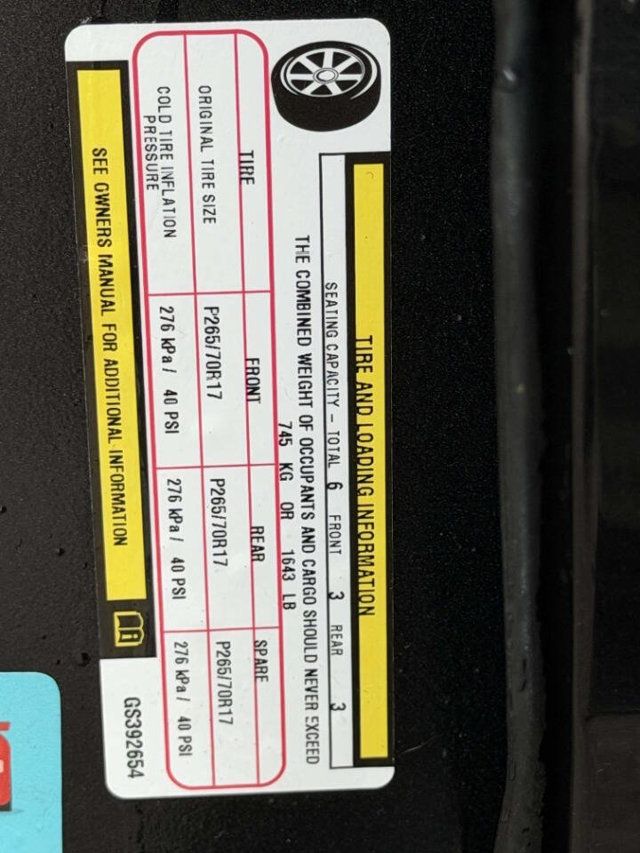 TIRE AND LOADING INFORMATION
SEATING CAPACITY – TOTAL 6 FRONT 3 REAR 3
THE COMBINED WEIGHT OF OCCUPANTS AND CARGO SHOULD NEVER EXCEED
745 KG OR 1643 LB
TIRE FRONT REAR SPARE
ORIGINAL TIRE SIZE P265/70R17 P265/70R17 P265/70R17
COLD TIRE INFLATION PRESSURE 276 kPa / 40 PSI 276 kPa / 40 PSI 276 kPa / 40 PSI
SEE OWNERS MANUAL FOR ADDITIONAL INFORMATION
GS392654